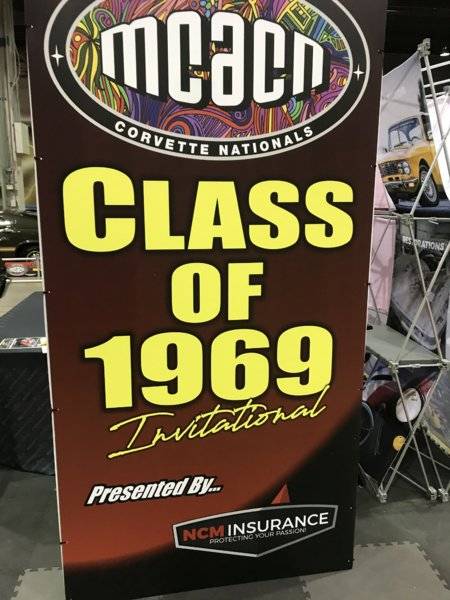 mcacn
CORVETTE NATIONALS
CLASS
OF
1969
Invitational
Presented By...
NCM INSURANCE
PROTECTING YOUR PASSION!